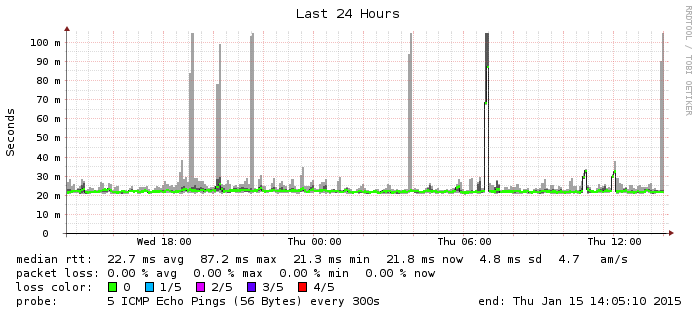 Last 24 Hours
RRDTOOL / TOBI OETIKER
Seconds
100 m
90 m
80 m
70 m
60 m
50 m
40 m
30 m
20 m
10 m
0
Wed 18:00 Thu 00:00 Thu 06:00 Thu 12:00
median rtt: 22.7 ms avg 87.2 ms max 21.3 ms min 21.8 ms now 4.8 ms sd 4.7 am/s
packet loss: 0.00 % avg 0.00 % max 0.00 % min 0.00 % now
loss color: 0 1/5 2/5 3/5 4/5
probe: 5 ICMP Echo Pings (56 Bytes) every 300s end: Thu Jan 15 14:05:10 2015